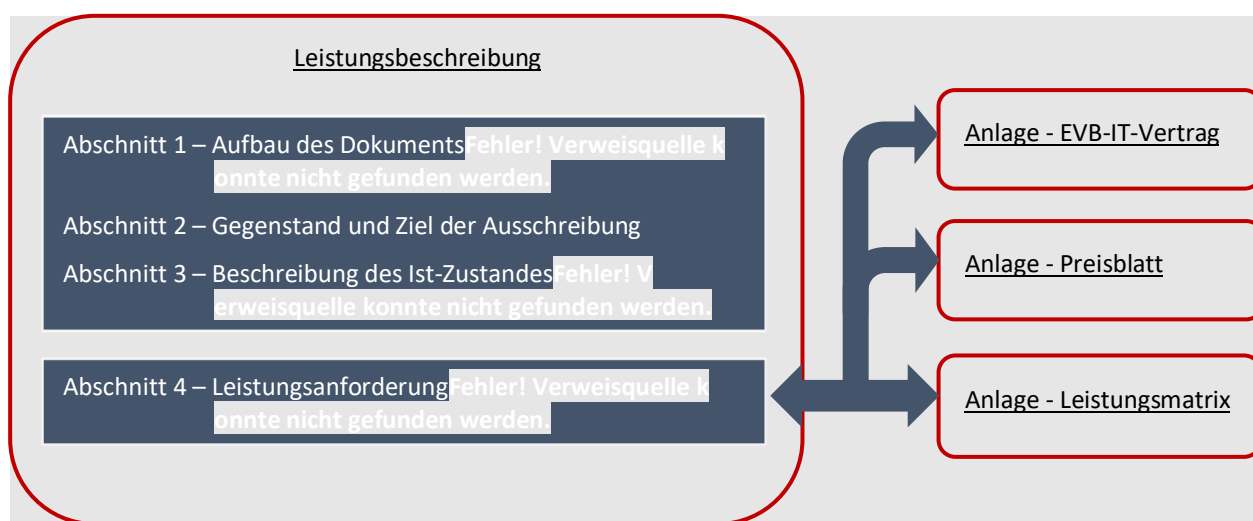 Leistungsbeschreibung
Abschnitt 1 – Aufbau des DokumentsFehler! Verweisquelle k
onnte nicht gefunden werden.
Abschnitt 2 – Gegenstand und Ziel der Ausschreibung
Abschnitt 3 – Beschreibung des Ist-ZustandesFehler! V
erweisquelle konnte nicht gefunden werden.
Abschnitt 4 – LeistungsanforderungFehler! Verweisquelle k
onnte nicht gefunden werden.
Anlage - EVB-IT-Vertrag
Anlage - Preisblatt
Anlage - Leistungsmatrix